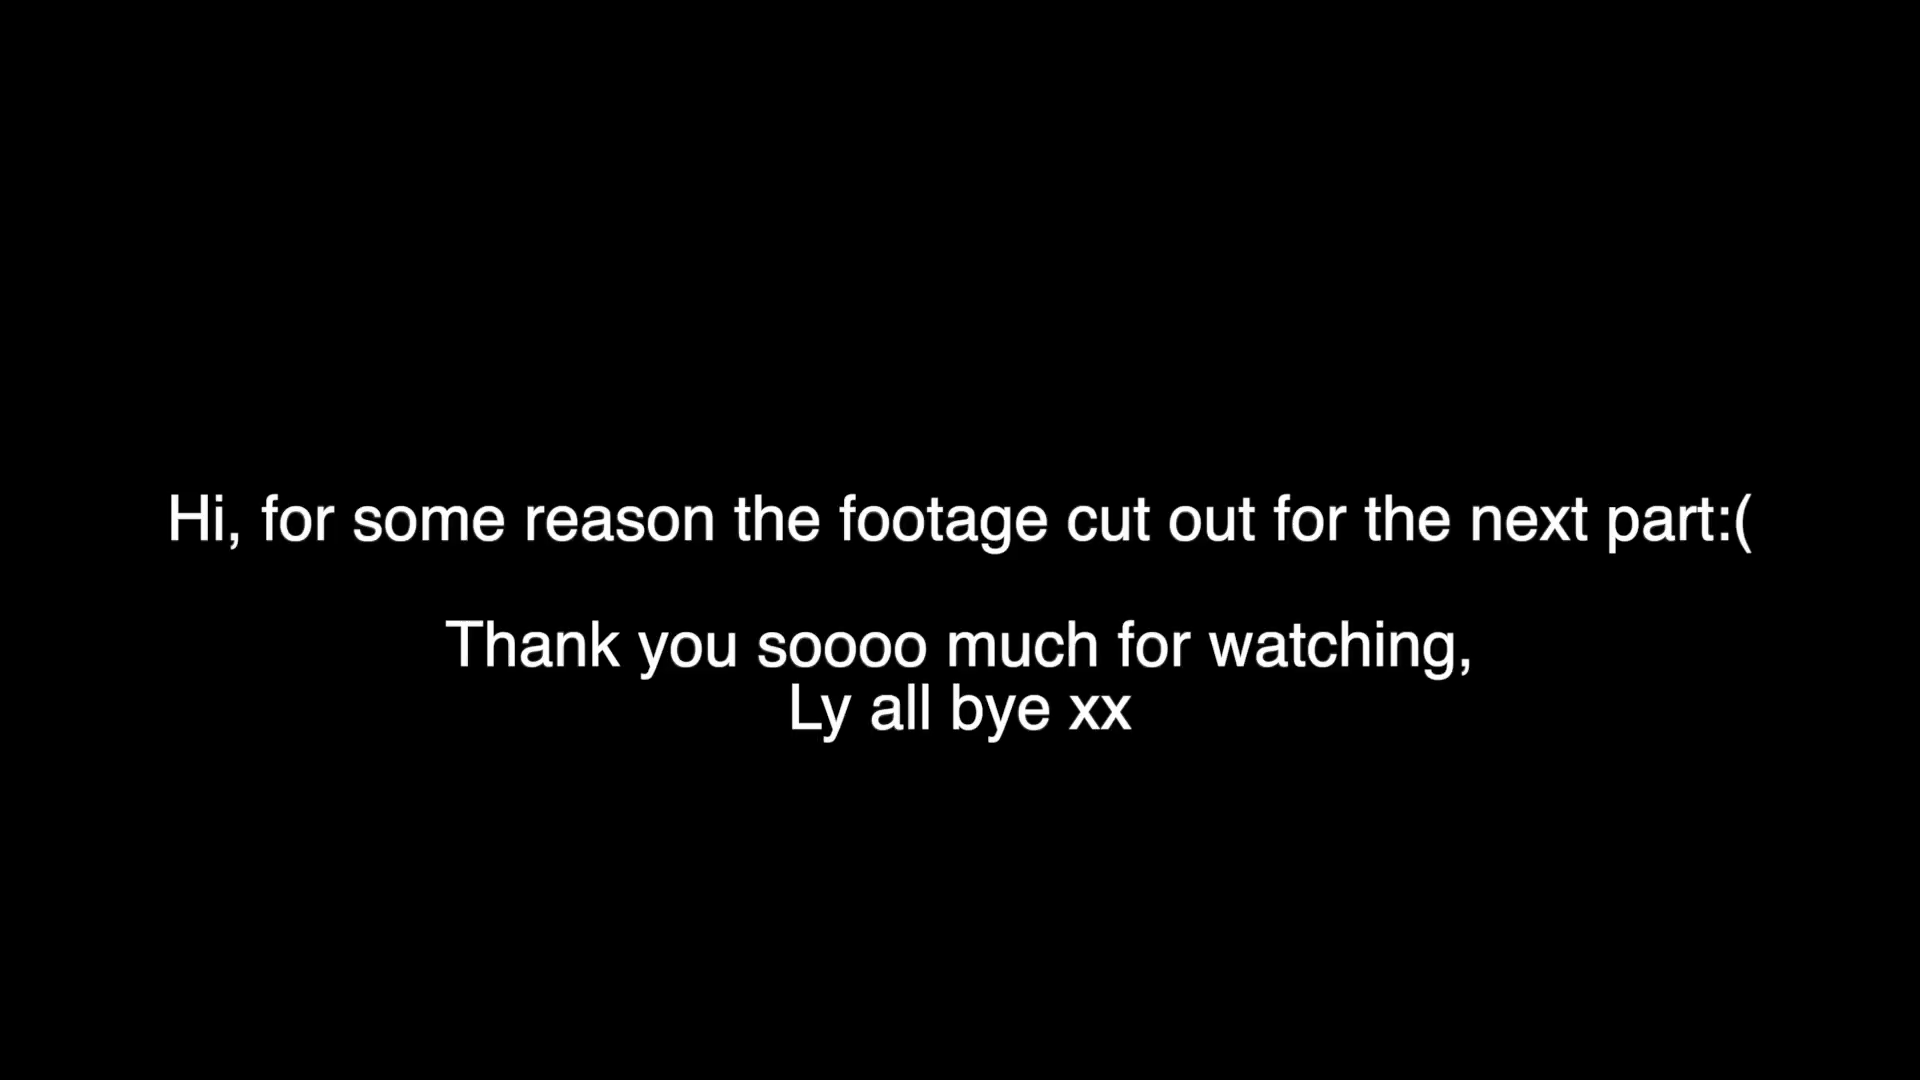 Hi, for some reason the footage cut out for the next part:(
Thank you soooo much for watching,
Ly all bye xx